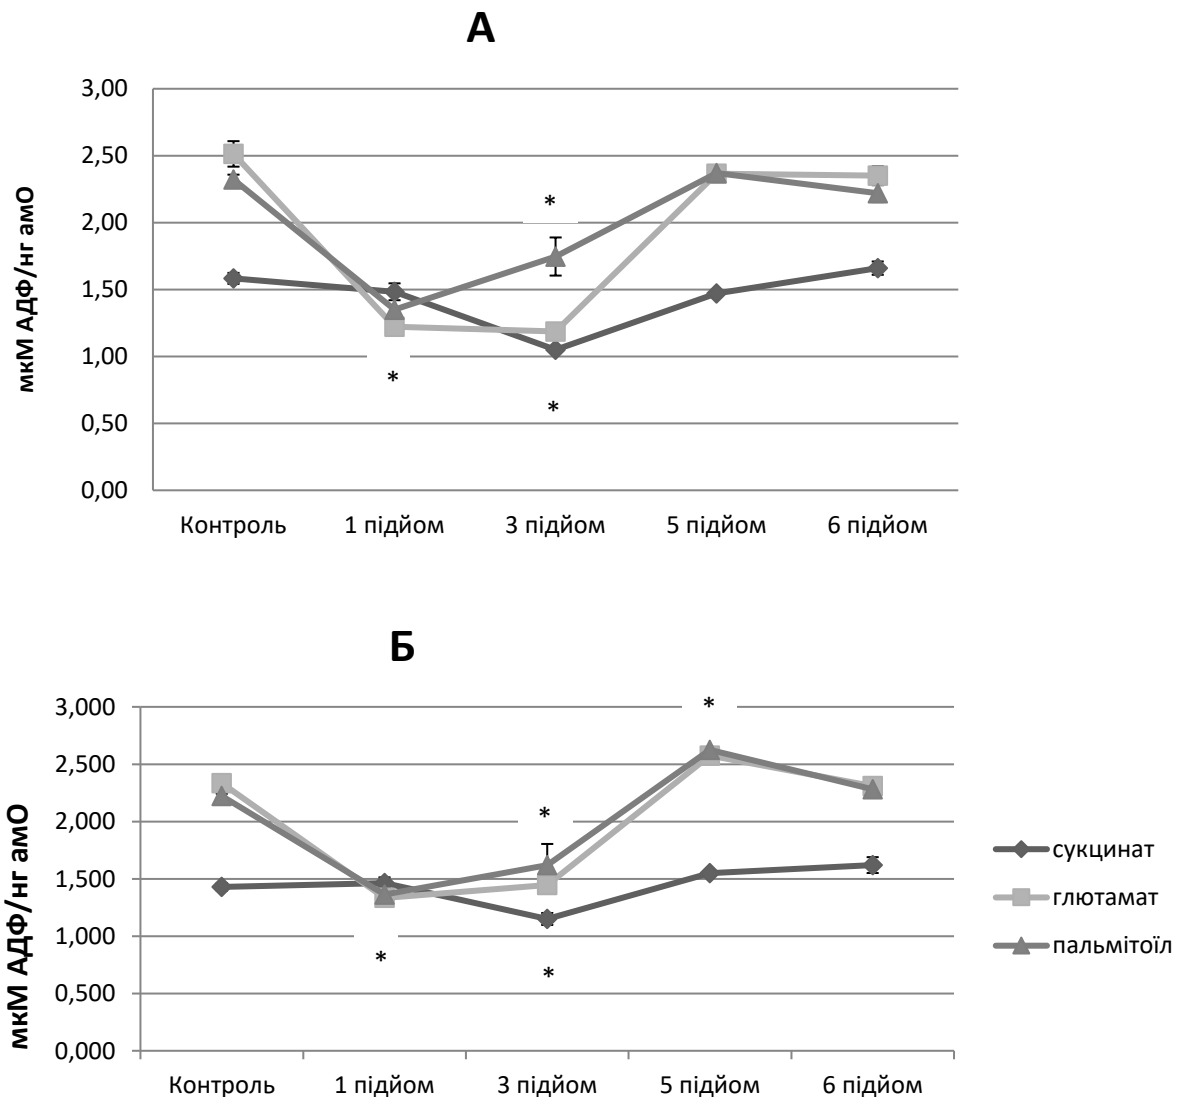 А
мкМ АДФ/нг амО
3,00
2,50
2,00
1,50
1,00
0,50
0,00
*
*
*
Контроль
1 підйом
3 підйом
5 підйом
6 підйом
Б
мкМ АДФ/нг амО
3,000
2,500
2,000
1,500
1,000
0,500
0,000
*
*
*
*
Контроль
1 підйом
3 підйом
5 підйом
6 підйом
сукцинат
глютамат
пальмітоїл